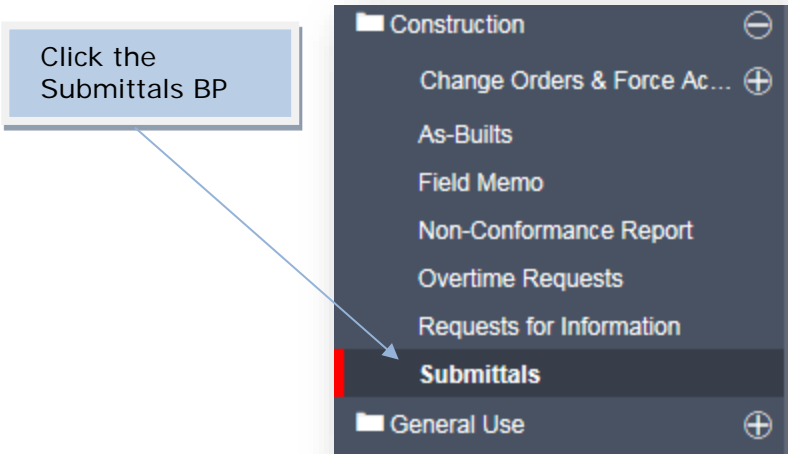 Click the
Submittals BP
Construction
Change Orders & Force Ac...
As-Builts
Field Memo
Non-Conformance Report
Overtime Requests
Requests for Information
Submittals
General Use